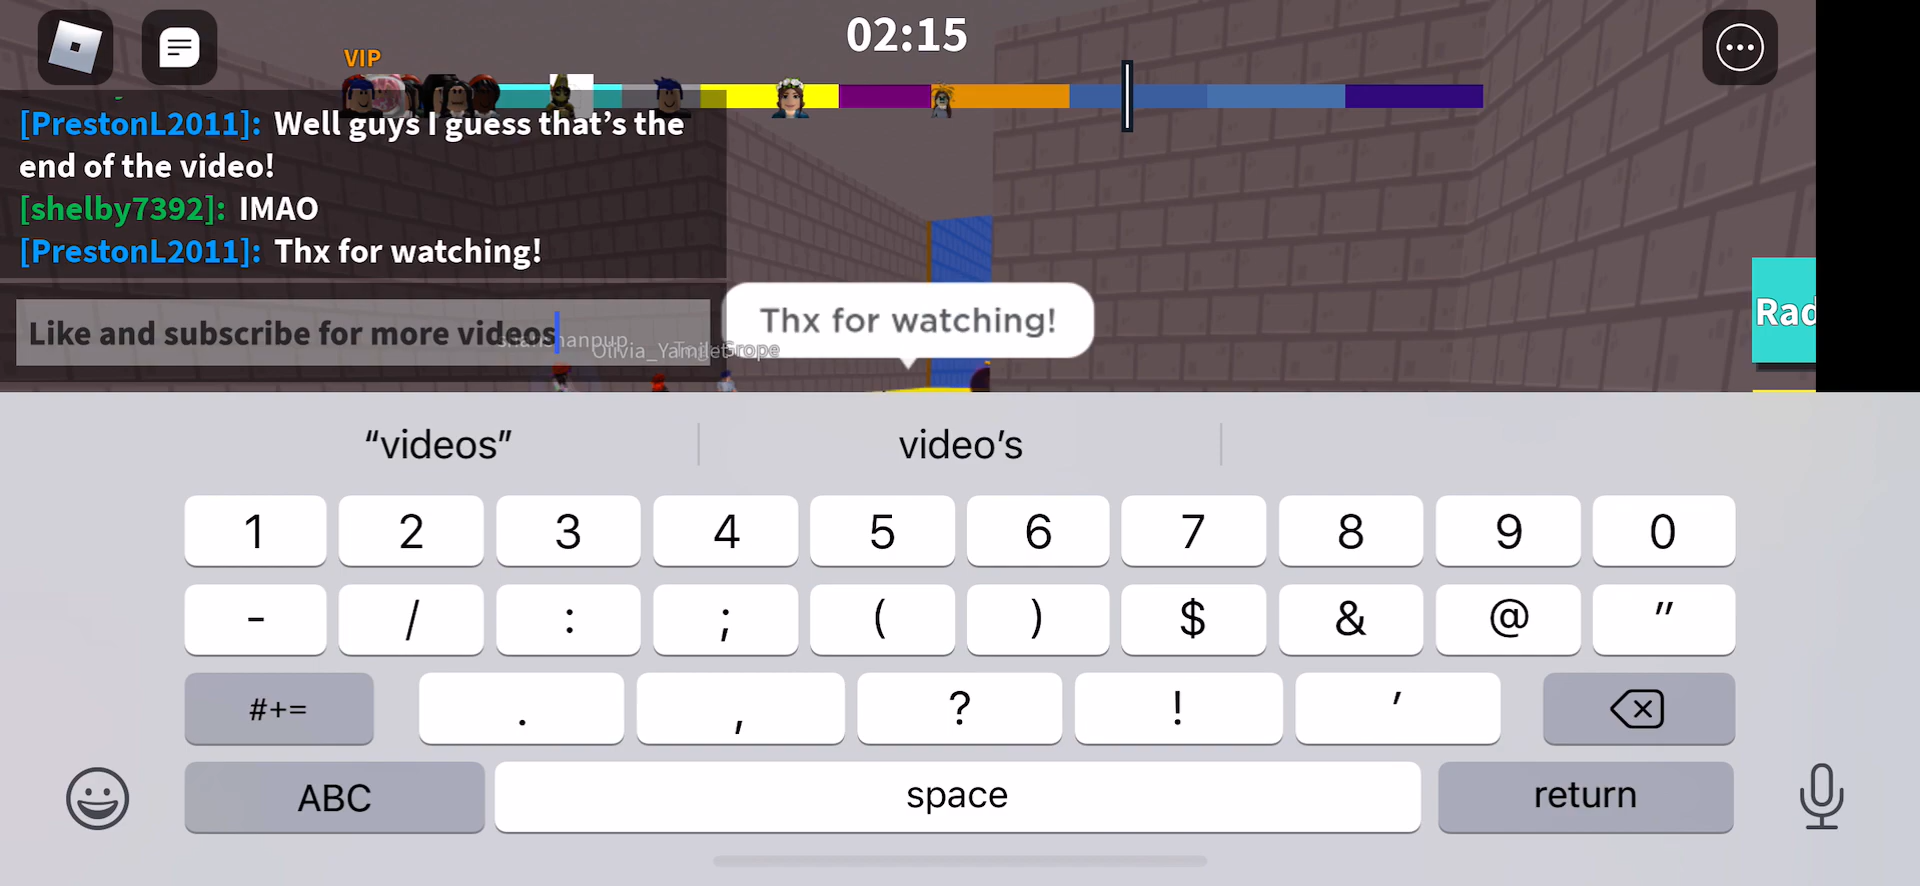 02:15
VIP
[PrestonL2011]: Well guys I guess that's the
end of the video!
[shelby7392]: lMAO
[PrestonL2011]: Thx for watching!
Like and subscribe for more videos
Olivia_Yami
Thx for watching!
Rad
“videos”
video’s
1 2 3 4 5 6 7 8 9 0
- / : ; ( ) $ & @ "
#+= . , ? ! ’
ABC space return